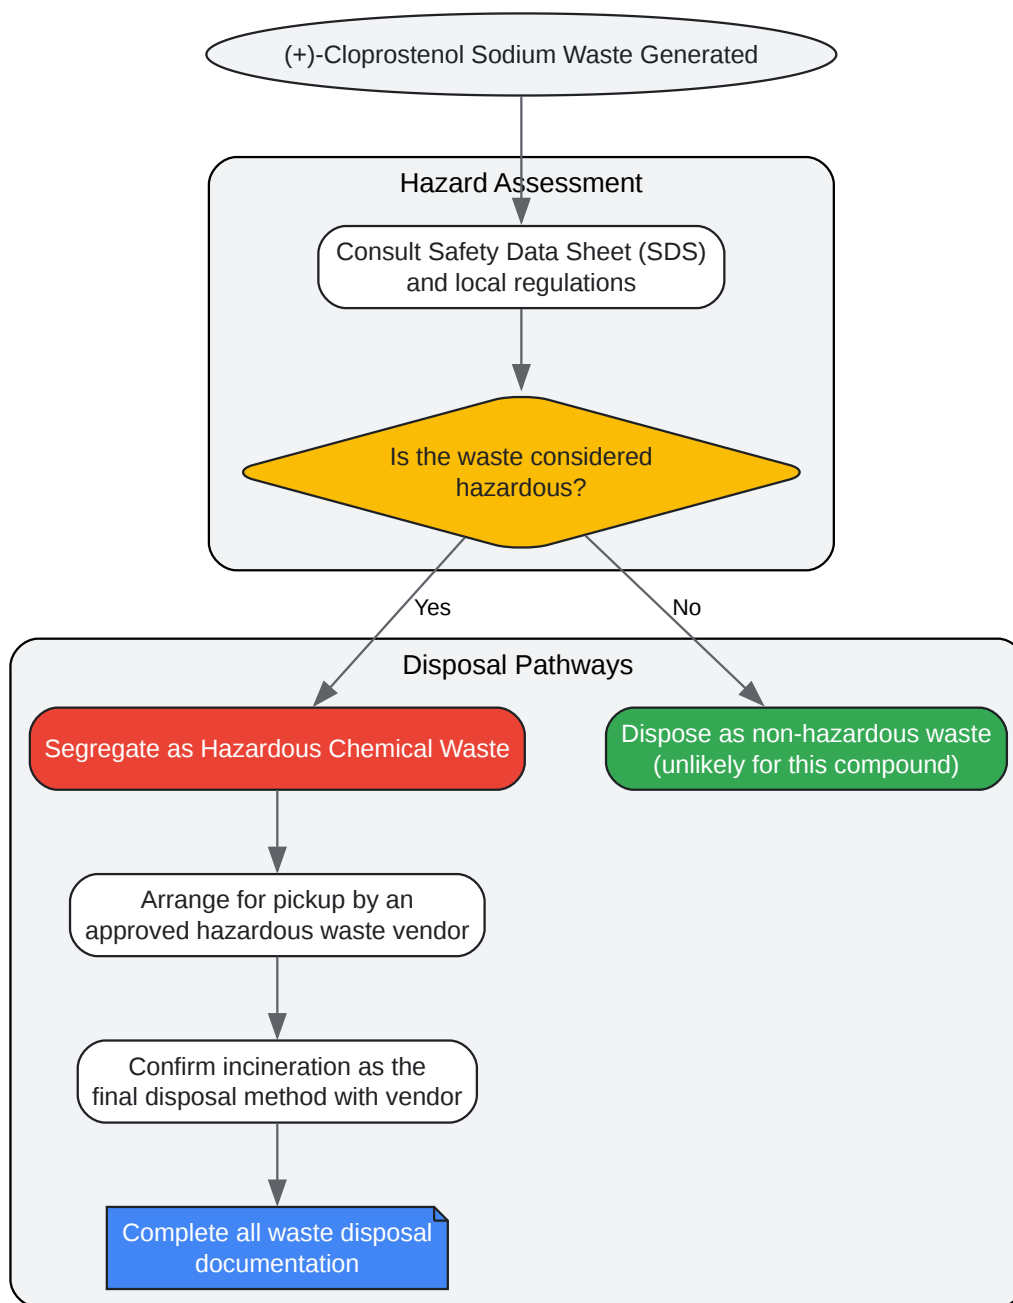 (+)-Cloprostenol Sodium Waste Generated
Hazard Assessment
Consult Safety Data Sheet (SDS)
and local regulations
Is the waste considered
hazardous?
Yes
No
Disposal Pathways
Segregate as Hazardous Chemical Waste
Dispose as non-hazardous waste
(unlikely for this compound)
Arrange for pickup by an
approved hazardous waste vendor
Confirm incineration as the
final disposal method with vendor
Complete all waste disposal
documentation